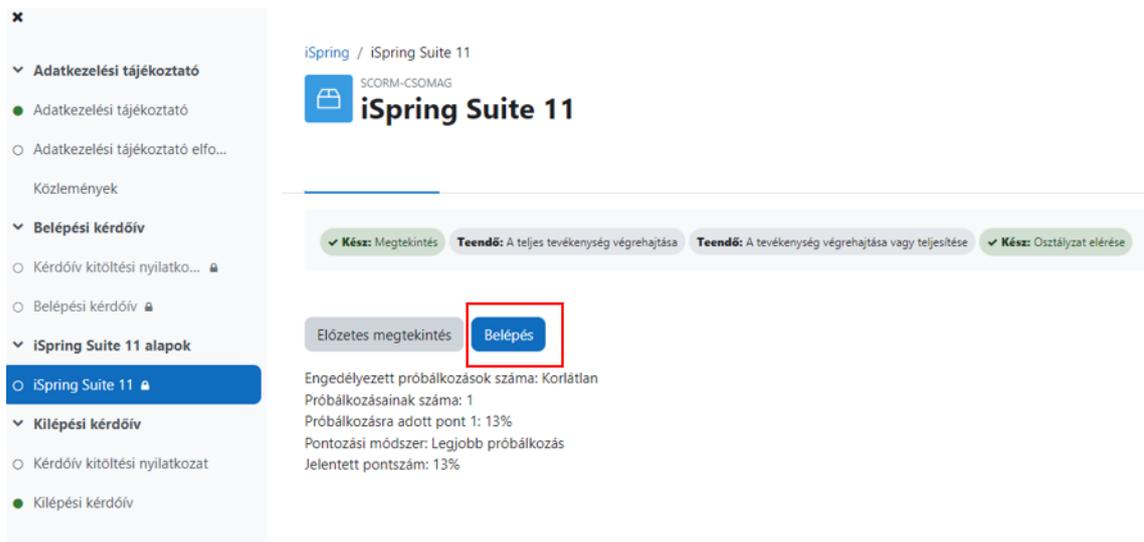 Adatkezelési tájékoztató
Adatkezelési tájékoztató
Adatkezelési tájékoztató elfo...
Közlemények
Belépési kérdőív
Kérdőív kitöltési nyilatko...
Belépési kérdőív
iSpring Suite 11 alapok
iSpring Suite 11
Kilépési kérdőív
Kérdőív kitöltési nyilatkozat
Kilépési kérdőív
iSpring / iSpring Suite 11
SCORM-CSOMAG
iSpring Suite 11
Kész: Megtekintés Teendő: A teljes tevékenység végrehajtása Teendő: A tevékenység végrehajtása vagy teljesítése Kész: Osztályzat elérése
Előzetes megtekintés Belépés
Engedélyezett próbálkozások száma: Korlátlan
Próbálkozásainak száma: 1
Próbálkozásra adott pont 1: 13%
Pontozási módszer: Legjobb próbálkozás
Jelentett pontszám: 13%